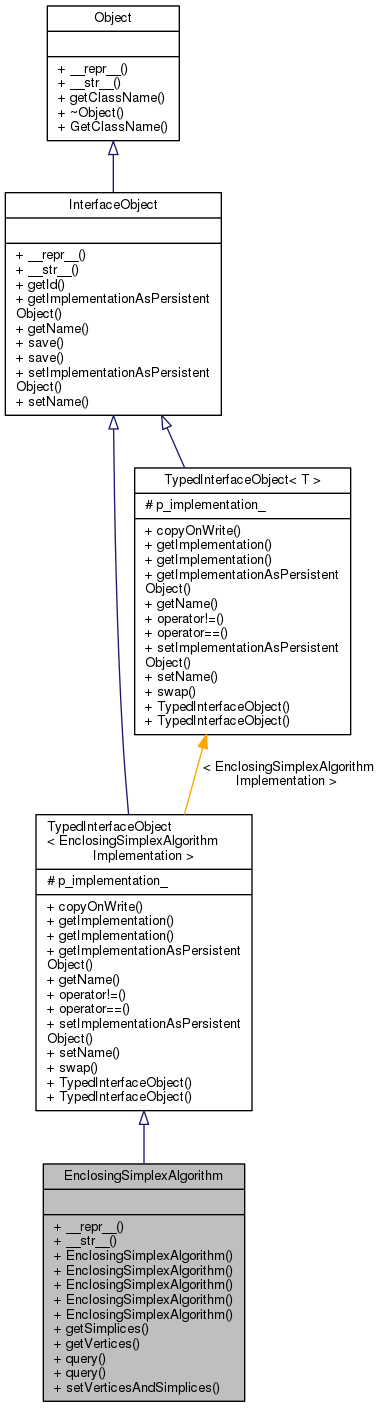 Object
+ __repr__()
+ __str__()
+ getClassName()
+ ~Object()
+ GetClassName()
InterfaceObject
+ __repr__()
+ __str__()
+ getId()
+ getImplementationAsPersistent
Object()
+ getName()
+ save()
+ save()
+ setImplementationAsPersistent
Object()
+ setName()
TypedInterfaceObject< T >
# p_implementation_
+ copyOnWrite()
+ getImplementation()
+ getImplementation()
+ getImplementationAsPersistent
Object()
+ getName()
+ operator!=()
+ operator==()
+ setImplementationAsPersistent
Object()
+ setName()
+ swap()
+ TypedInterfaceObject()
+ TypedInterfaceObject()
< EnclosingSimplexAlgorithm
Implementation >
TypedInterfaceObject
< EnclosingSimplexAlgorithm
Implementation >
# p_implementation_
+ copyOnWrite()
+ getImplementation()
+ getImplementation()
+ getImplementationAsPersistent
Object()
+ getName()
+ operator!=()
+ operator==()
+ setImplementationAsPersistent
Object()
+ setName()
+ swap()
+ TypedInterfaceObject()
+ TypedInterfaceObject()
EnclosingSimplexAlgorithm
+ __repr__()
+ __str__()
+ EnclosingSimplexAlgorithm()
+ EnclosingSimplexAlgorithm()
+ EnclosingSimplexAlgorithm()
+ EnclosingSimplexAlgorithm()
+ EnclosingSimplexAlgorithm()
+ getSimplices()
+ getVertices()
+ query()
+ query()
+ setVerticesAndSimplices()